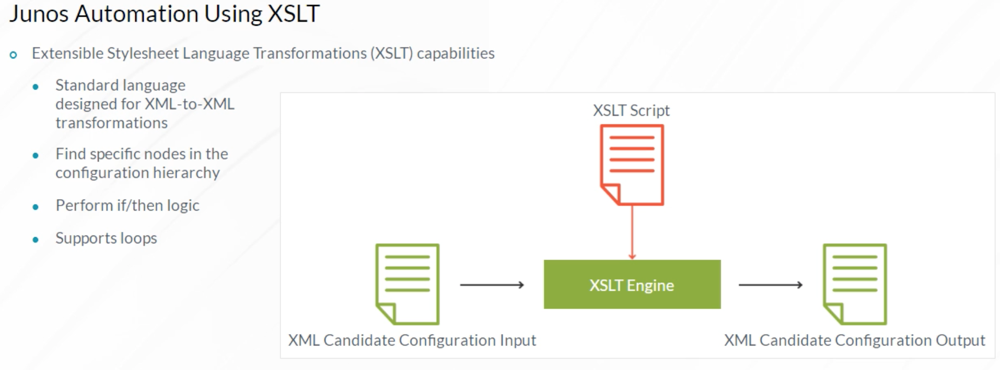 Junos Automation Using XSLT
Extensible Stylesheet Language Transformations (XSLT) capabilities
Standard language
designed for XML-to-XML
transformations
Find specific nodes in the
configuration hierarchy
Perform if/then logic
Supports loops
XSLT Script
XSLT Engine
XML Candidate Configuration Input
XML Candidate Configuration Output